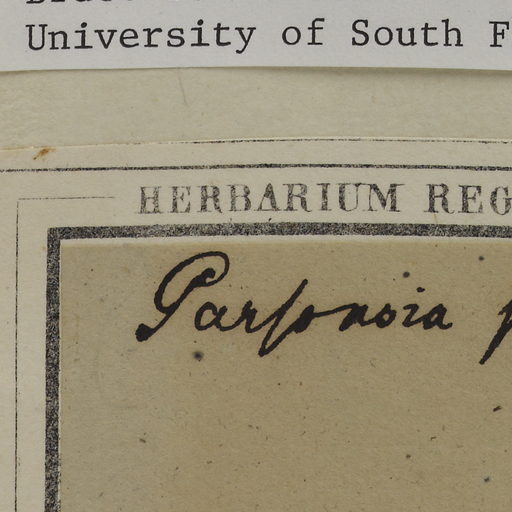 University of South F
HERBARIUM REG
Parsonsia p